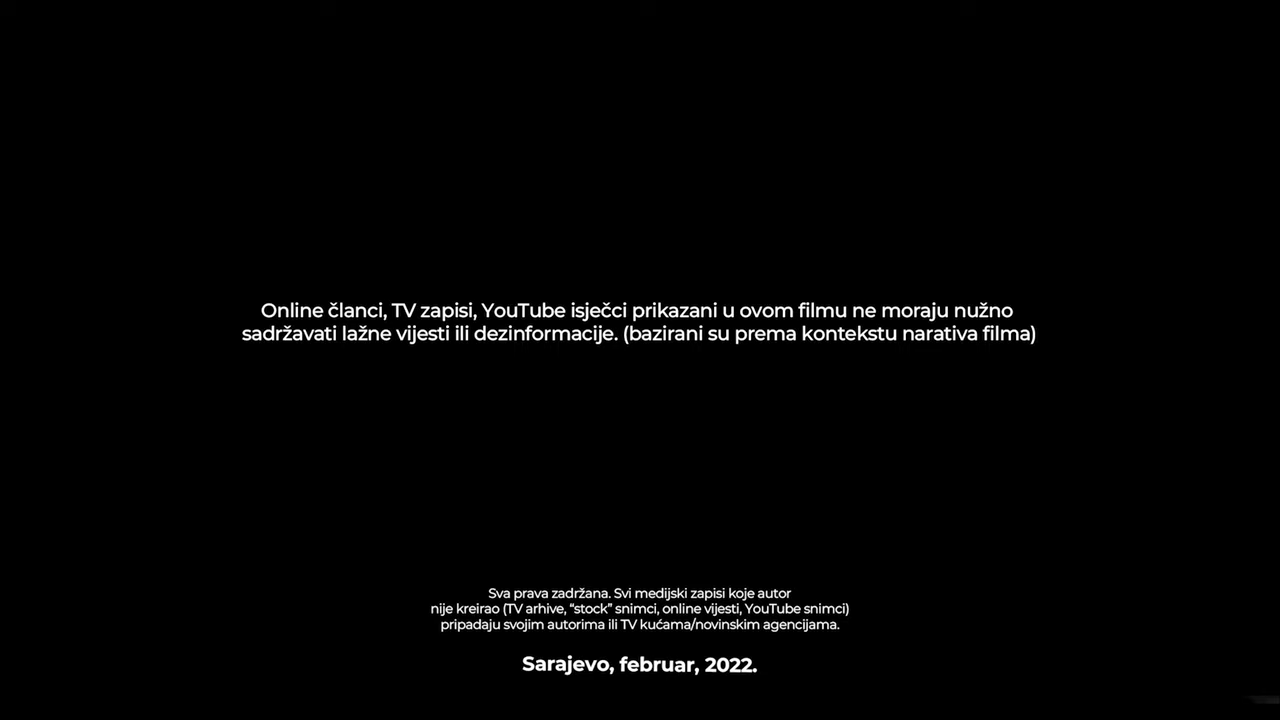 Online članci, TV zapisi, YouTube isječci prikazani u ovom filmu ne moraju nužno
sadržavati lažne vijesti ili dezinformacije. (bazirani su prema kontekstu narativa filma)
Sva prava zadržana. Svi medijski zapisi koje autor
nije kreirao (TV arhive, “stock” snimci, online vijesti, YouTube snimci)
pripadaju svojim autorima ili TV kućama/novinskim agencijama.
Sarajevo, februar, 2022.